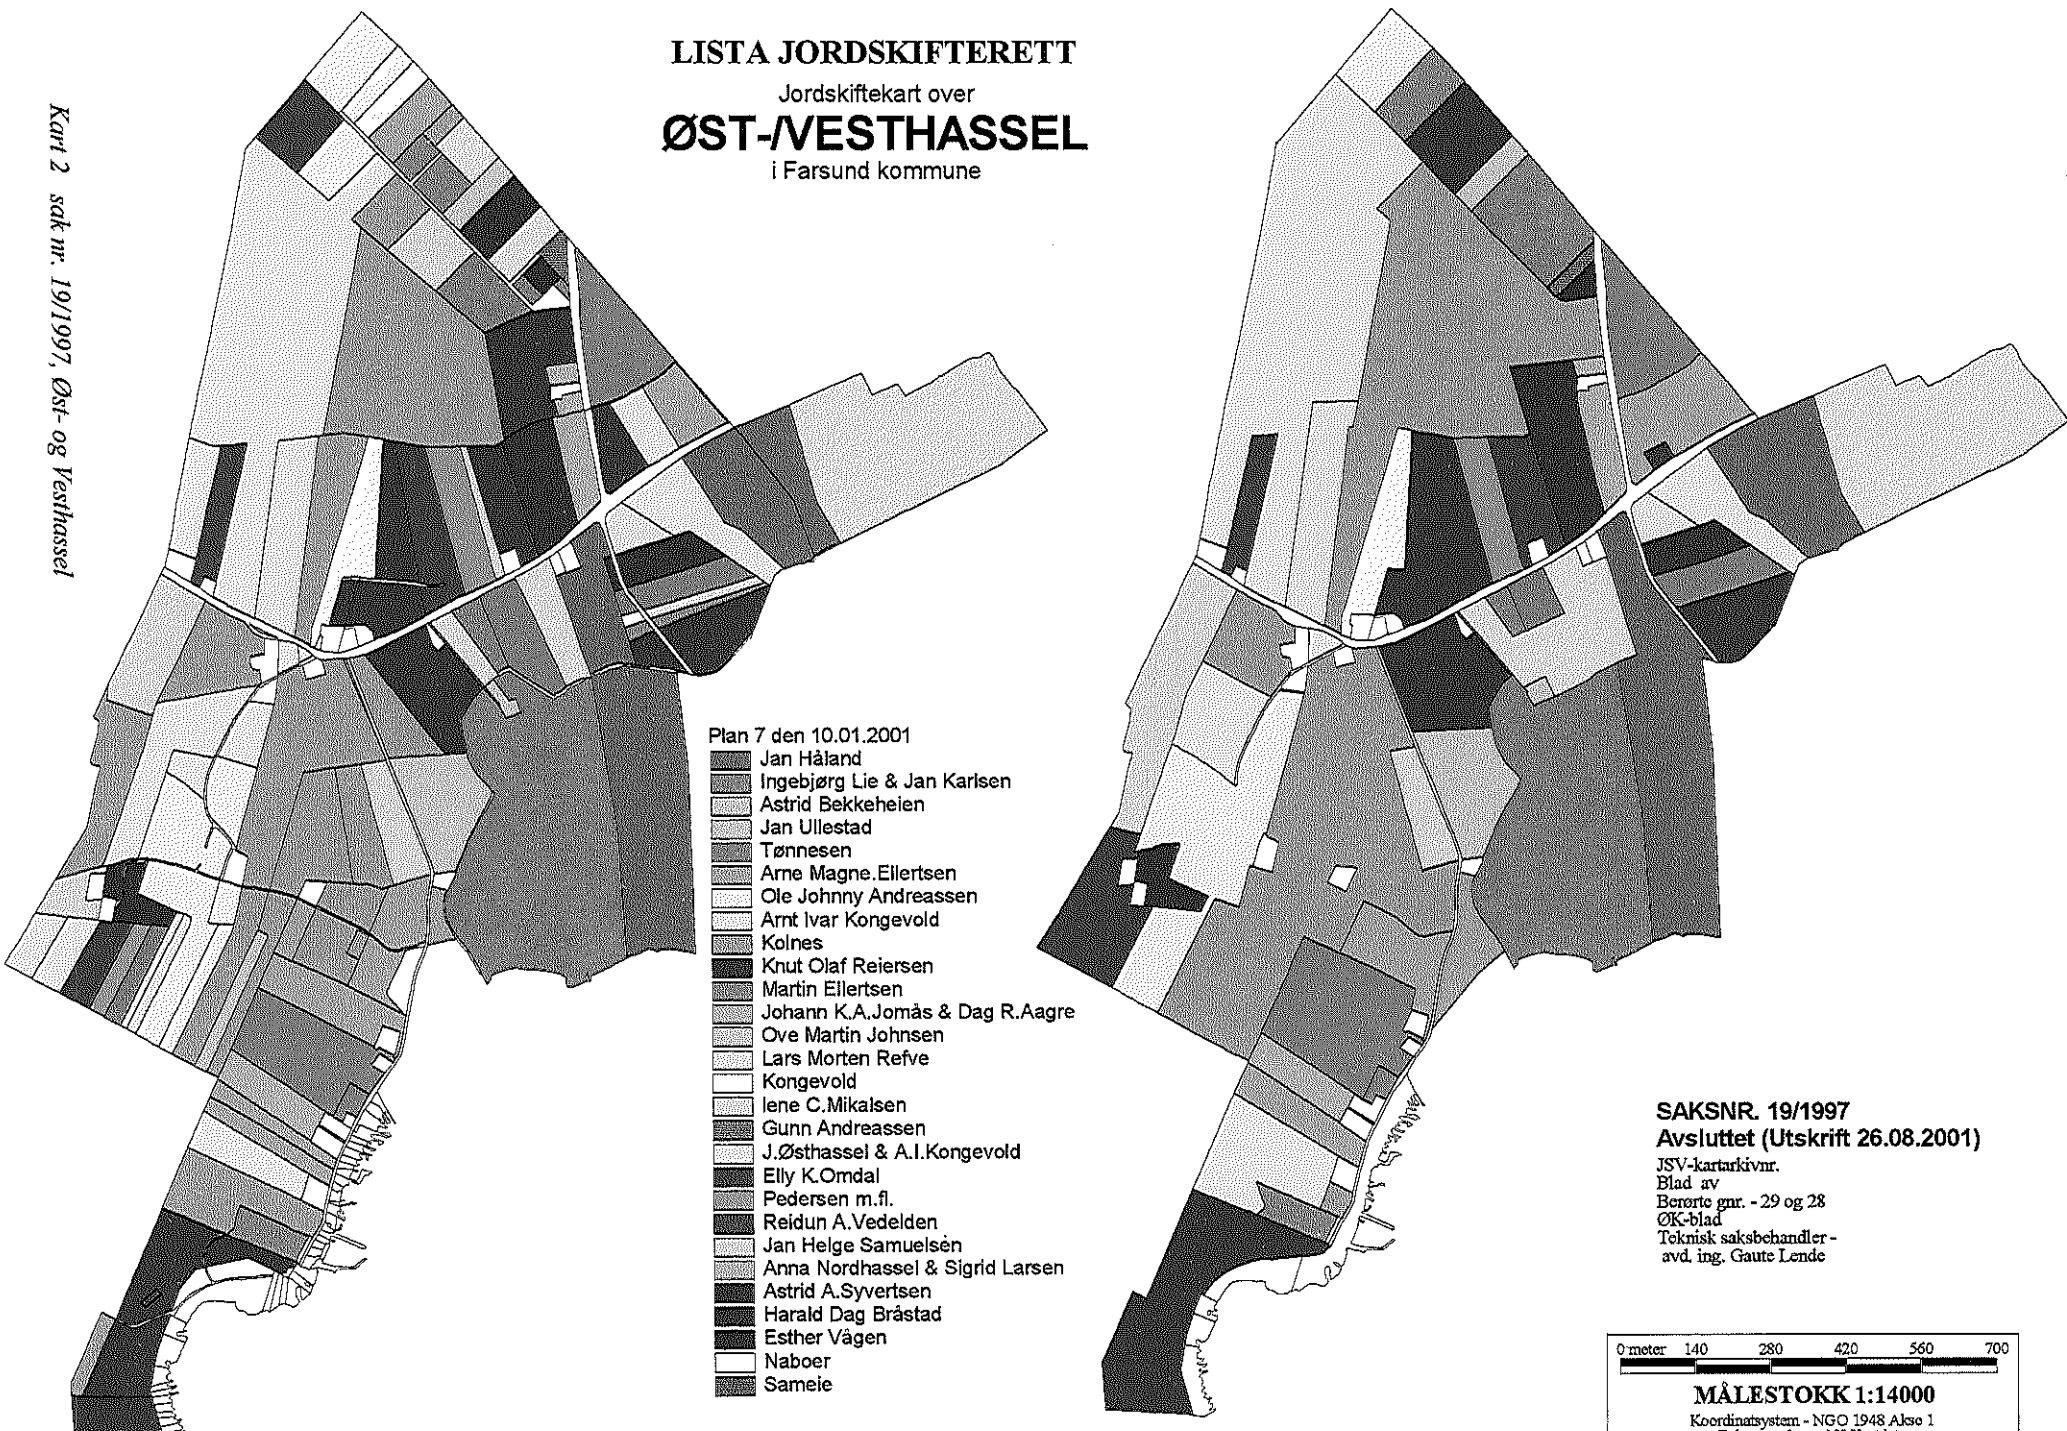 LISTA JORDSKIFTERETT
Jordskiftekart over
ØST-/VESTHASSEL
i Farsund kommune
Kart 2 sak nr. 19/1997, Øst- og Vesthassel
Plan 7 den 10.01.2001
Jan Håland
Ingebjørg Lie & Jan Karlsen
Astrid Bekkeheien
Jan Ullestad
Tønnesen
Arne Magne.Ellertsen
Ole Johnny Andreassen
Arnt Ivar Kongevold
Kolnes
Knut Olaf Reiersen
Martin Ellertsen
Johann K.A.Jomås & Dag R.Aagre
Ove Martin Johnsen
Lars Morten Refve
Kongevold
Iene C.Mikalsen
Gunn Andreassen
J.Østhassel & A.I.Kongevold
Elly K.Omdal
Pedersen m.fl.
Reidun A.Vedelden
Jan Helge Samuelsen
Anna Nordhassel & Sigrid Larsen
Astrid A.Syvertsen
Harald Dag Bråstad
Esther Vågen
Naboer
Sameie
SAKSNR. 19/1997
Avsluttet (Utskrift 26.08.2001)
JSV-kartarkivnr.
Blad av
Berørte gnr. - 29 og 28
ØK-blad
Teknisk saksbehandler -
avd. ing. Gaute Lende
0 meter 140 280 420 560 700
MÅLESTOKK 1:14000
Koordinatsystem - NGO 1948 Akse 1